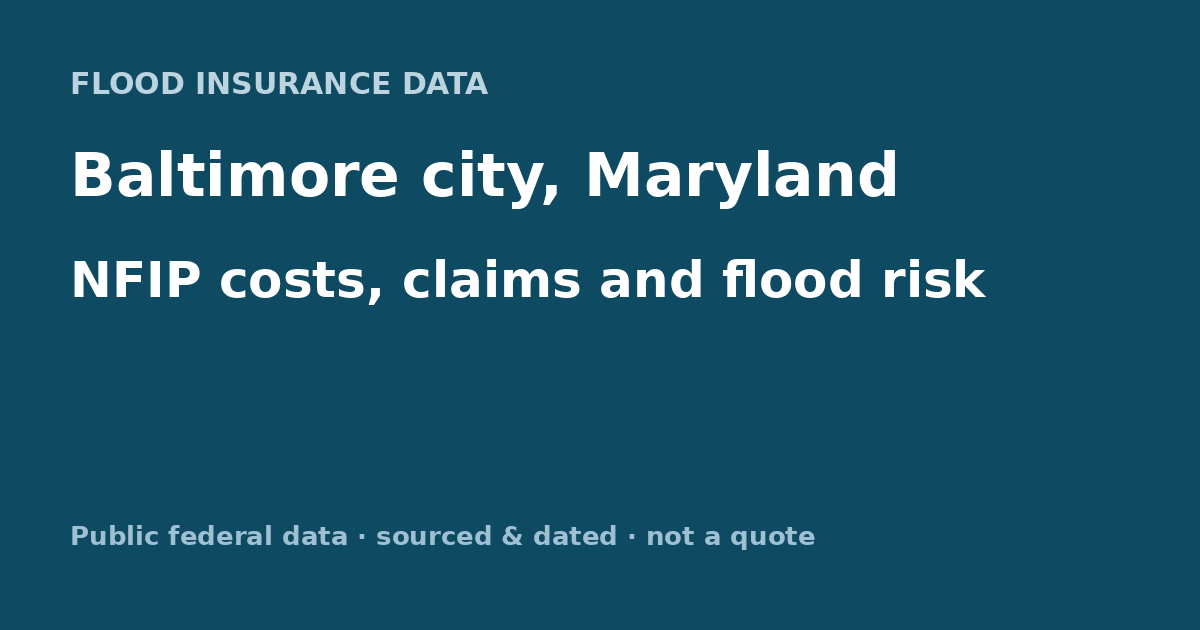 FLOOD INSURANCE DATA
Baltimore city, Maryland
NFIP costs, claims and flood risk
Public federal data · sourced & dated · not a quote